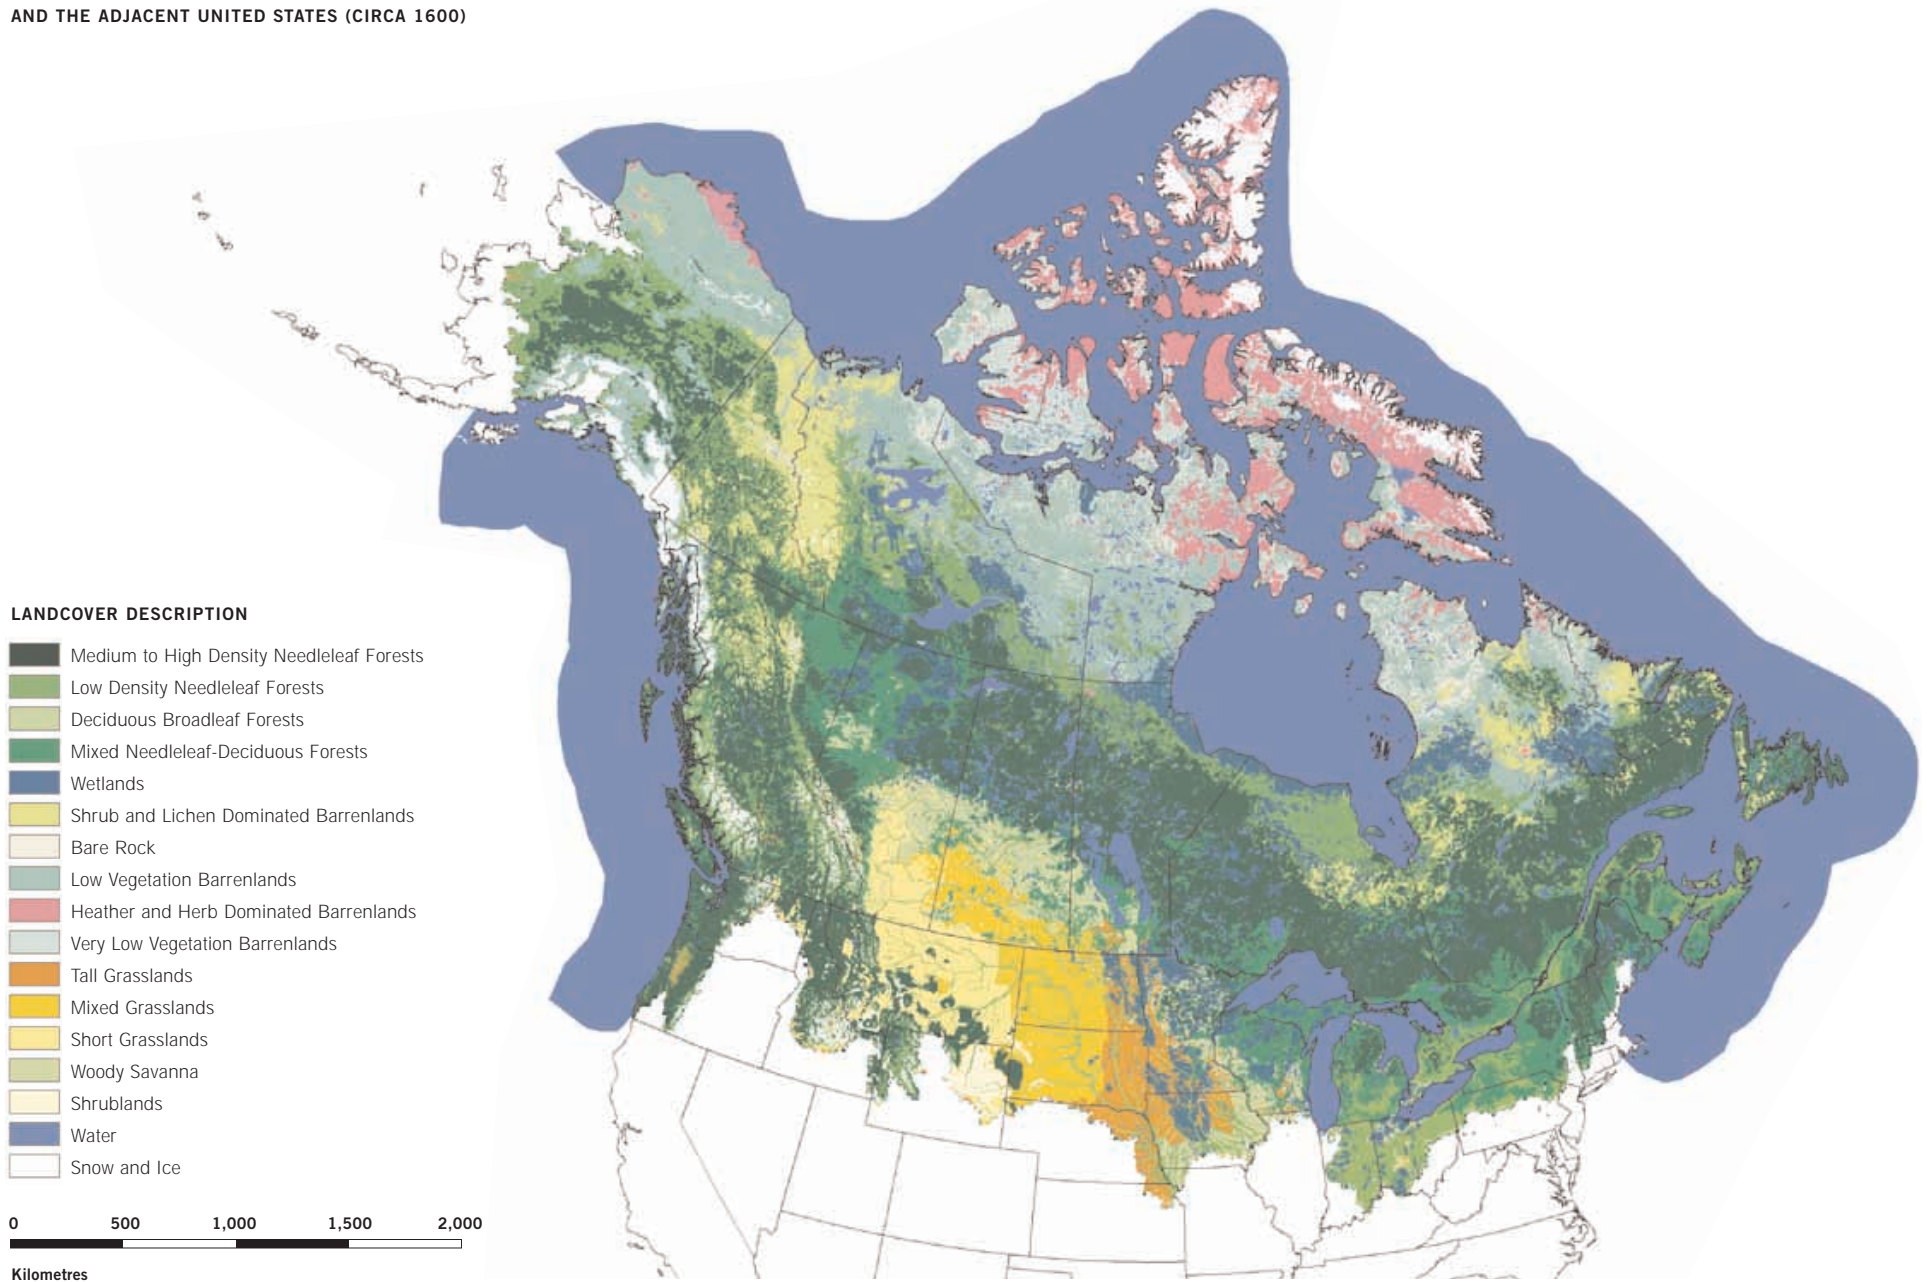 AND THE ADJACENT UNITED STATES (CIRCA 1600)
LANDCOVER DESCRIPTION
Medium to High Density Needleleaf Forests
Low Density Needleleaf Forests
Deciduous Broadleaf Forests
Mixed Needleleaf-Deciduous Forests
Wetlands
Shrub and Lichen Dominated Barrenlands
Bare Rock
Low Vegetation Barrenlands
Heather and Herb Dominated Barrenlands
Very Low Vegetation Barrenlands
Tall Grasslands
Mixed Grasslands
Short Grasslands
Woody Savanna
Shrublands
Water
Snow and Ice
0 500 1,000 1,500 2,000
Kilometres